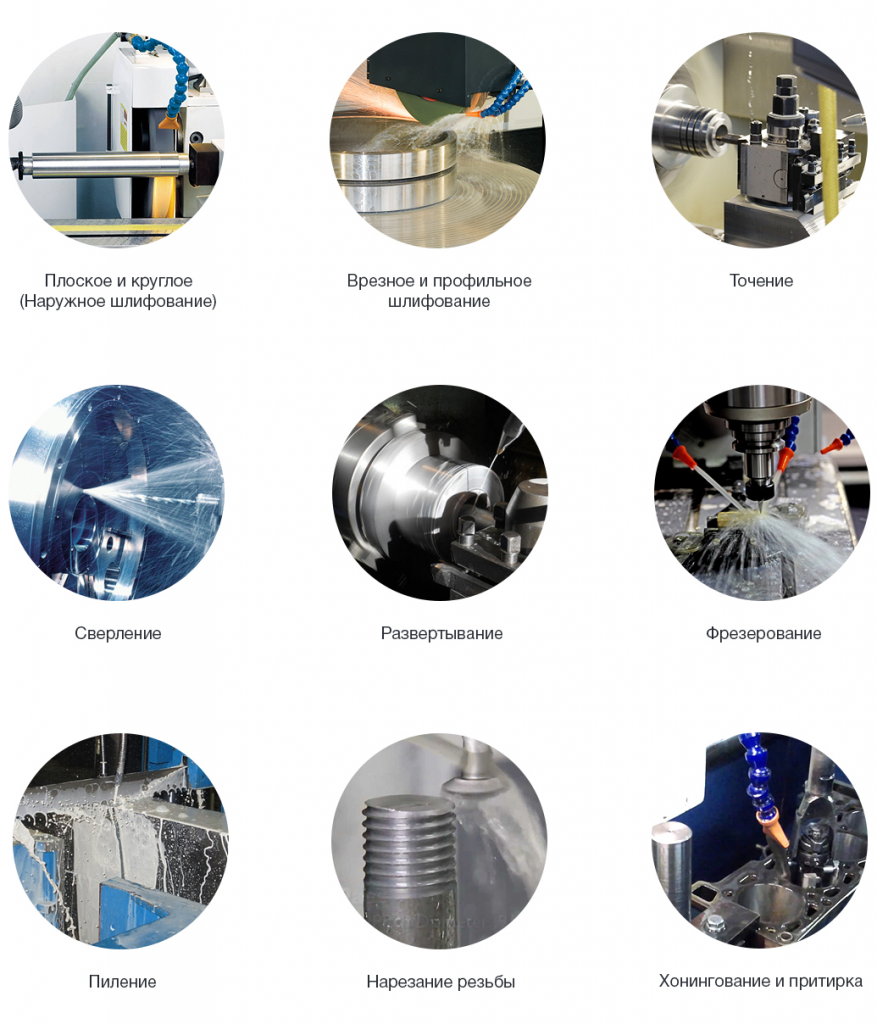 Плоское и круглое
(Наружное шлифование)
Врезное и профильное
шлифование
Точение
Сверление
Развертывание
Фрезерование
Пиление
Нарезание резьбы
Хонингование и притирка